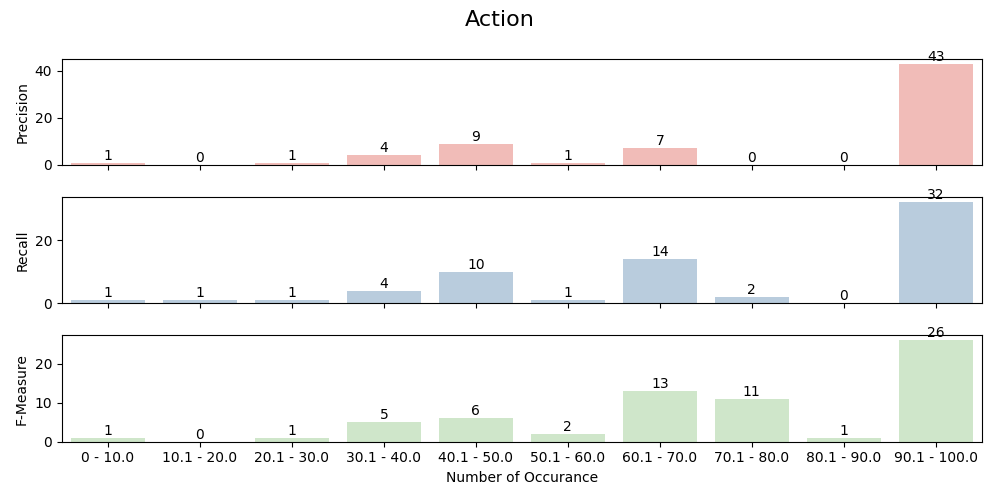 Action
Precision
40
20
0
1 0 1 4 9 1 7 0 0 43
Recall
20
0
1 1 1 4 10 1 14 2 0 32
F-Measure
20
10
0
1 0 1 5 6 2 13 11 1 26
0 - 10.0 10.1 - 20.0 20.1 - 30.0 30.1 - 40.0 40.1 - 50.0 50.1 - 60.0 60.1 - 70.0 70.1 - 80.0 80.1 - 90.0 90.1 - 100.0
Number of Occurance